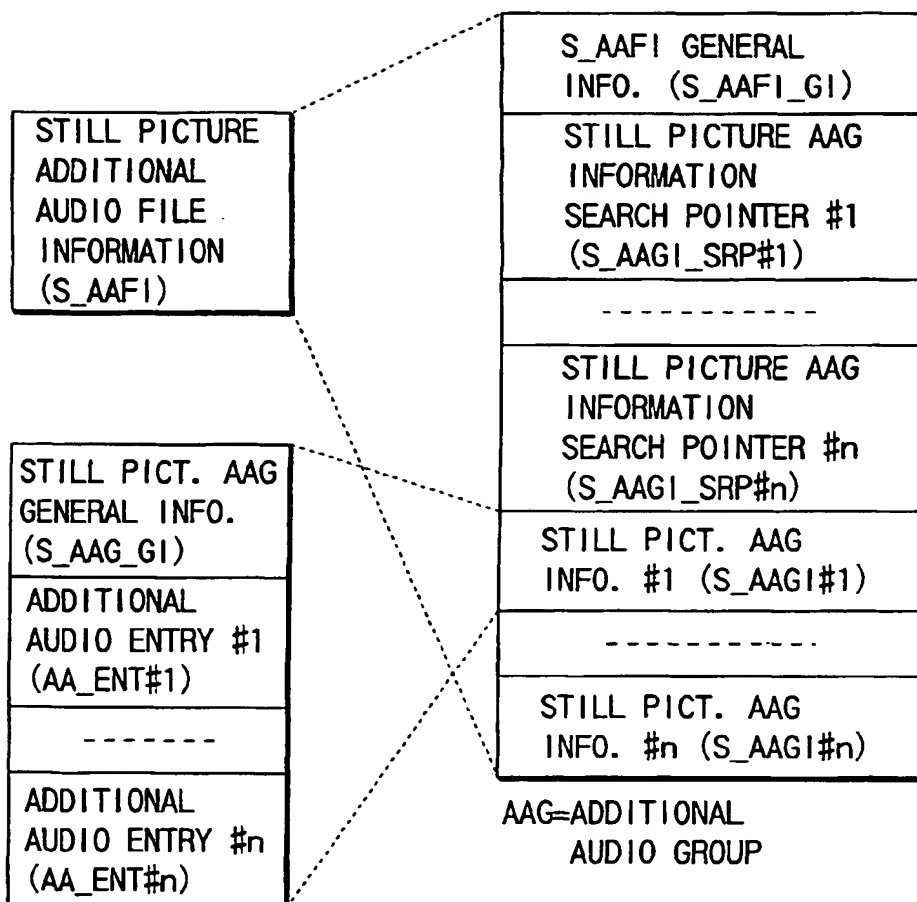 STILL PICTURE
ADDITIONAL
AUDIO FILE
INFORMATION
(S_AAFI)
S_AAFI GENERAL
INFO. (S_AAFI_GI)
STILL PICTURE AAG
INFORMATION
SEARCH POINTER #1
(S_AAGI_SRP#1)
STILL PICTURE AAG
INFORMATION
SEARCH POINTER #n
(S_AAGI_SRP#n)
STILL PICT. AAG
INFO. #1 (S_AAGI#1)
STILL PICT. AAG
INFO. #n (S_AAGI#n)
STILL PICT. AAG
GENERAL INFO.
(S_AAG_GI)
ADDITIONAL
AUDIO ENTRY #1
(AA_ENT#1)
ADDITIONAL
AUDIO ENTRY #n
(AA_ENT#n)
AAG=ADDITIONAL
AUDIO GROUP